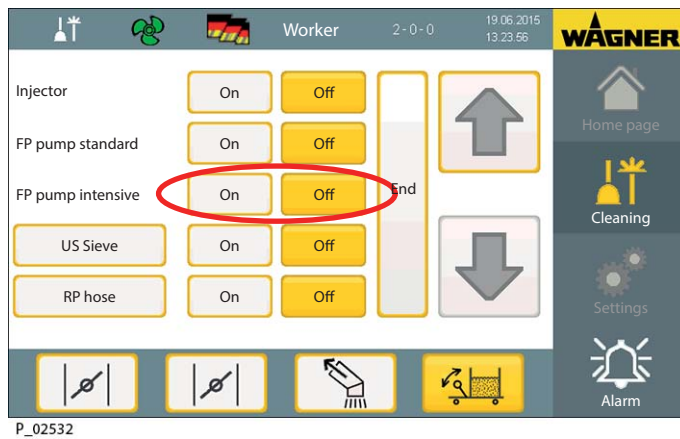 Worker 2-0-0 19.06.2015
13:23:56
WAGNER
Injector On Off
Home page
FP pump standard On Off
FP pump intensive On Off End
Cleaning
US Sieve On Off
RP hose On Off
Settings
Alarm
P_02532